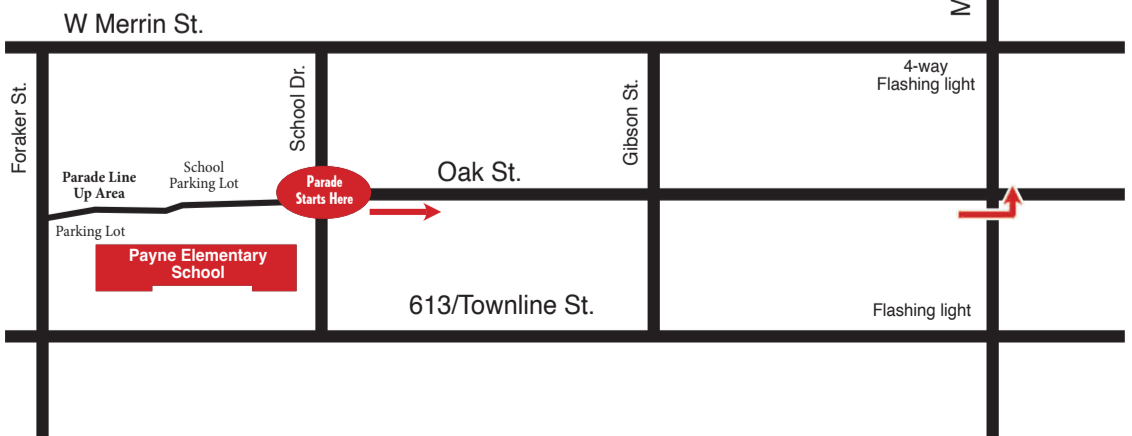 W Merrin St.
4-way
Flashing light
Foraker St.
School Dr.
Gibson St.
Oak St.
School
Parking Lot
Parade Line
Up Area
Parade
Starts Here
Parking Lot
Payne Elementary
School
613/Townline St.
Flashing light